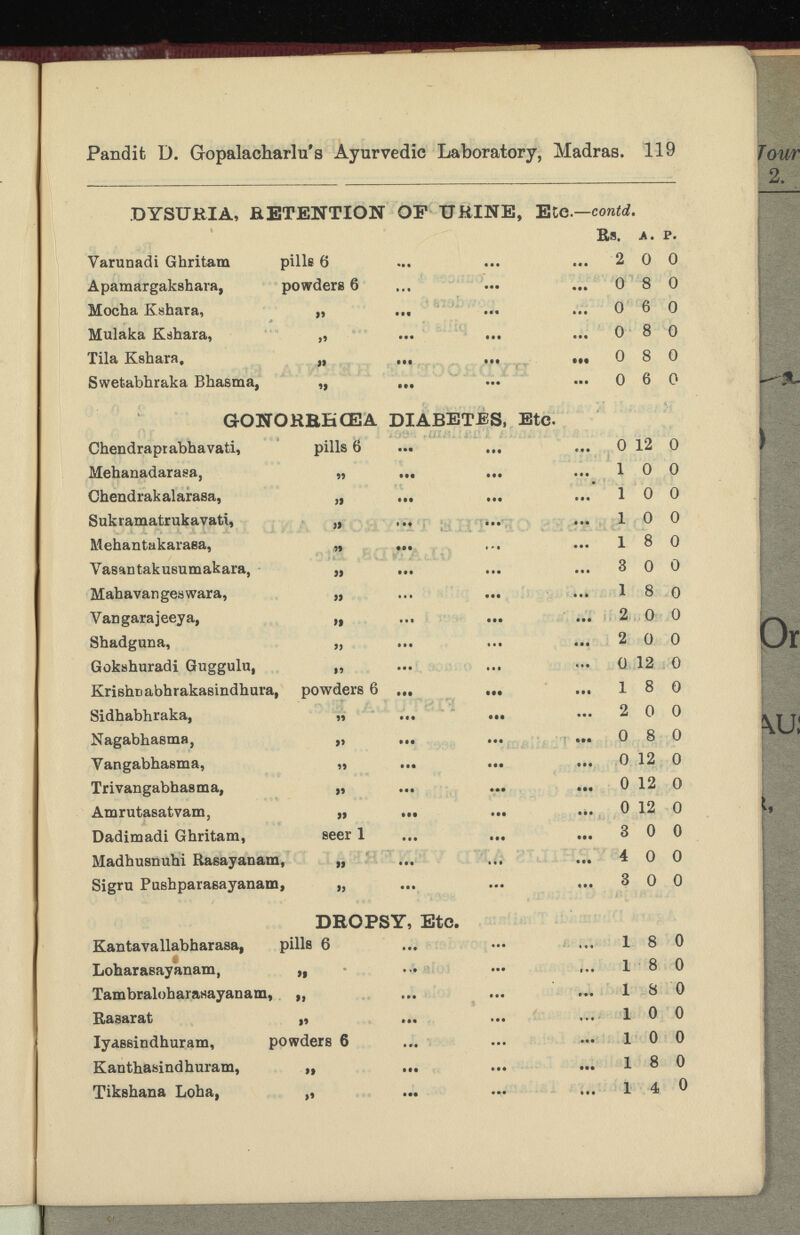 Pandit D. Gopalacharlu's Ayurvedic Laboratory, Madras. 119
DYSURIA, RETENTION OF URINE, Etc.—contd.
Rs. A. P.
Varunadi Ghritam pills 6 ... ... ... 2 0 0
Apamargakshara, powders 6 ... ... ... 0 8 0
Mocha Kshara, „ ... ... ... 0 6 0
Mulaka Kshara, „ ... ... ... 0 8 0
Tila Kshara, „ ... ... ... 0 8 0
Swetabhraka Bhasma, „ ... ... ... 0 6 0
GONORRHŒA DIABETES, Etc.
Chendraprabhavati, pills 6 ... ... ... 0 12 0
Mehanadarasa, „ ... ... ... 1 0 0
Chendrakalarasa, „ ... ... ... 1 0 0
Sukramatrukavati, „ ... ... ... 1 0 0
Mehantakarasa, „ ... ... ... 1 8 0
Vasantakusumakara, „ ... ... ... 3 0 0
Mahavangeswara, „ ... ... ... 1 8 0
Vangarajeeya, „ ... ... ... 2 0 0
Shadguna, „ ... ... ... 2 0 0
Gokshuradi Guggulu, „ ... ... ... 0 12 0
Krishnabhrakasindhura, powders 6 ... ... ... 1 8 0
Sidhabhraka, „ ... ... ... 2 0 0
Nagabhasma, „ ... ... ... 0 8 0
Vangabhasma, „ ... ... ... 0 12 0
Trivangabhasma, „ ... ... ... 0 12 0
Amrutasatvam, „ ... ... ... 0 12 0
Dadimadi Ghritam, seer 1 ... ... ... 3 0 0
Madhusnuhi Rasayanam, „ ... ... ... 4 0 0
Sigru Pushparasayanam, „ ... ... ... 3 0 0
DROPSY, Etc.
Kantavallabharasa, pills 6 ... ... ... 1 8 0
Loharasayanam, „ ... ... ... 1 8 0
Tambraloharasayanam, „ ... ... ... 1 8 0
Rasarat „ ... ... ... 1 0 0
Iyassindhuram, powders 6 ... ... ... 1 0 0
Kanthasindhuram, „ ... ... ... 1 8 0
Tikshana Loha, „ ... ... ... 1 4 0
2.
Or